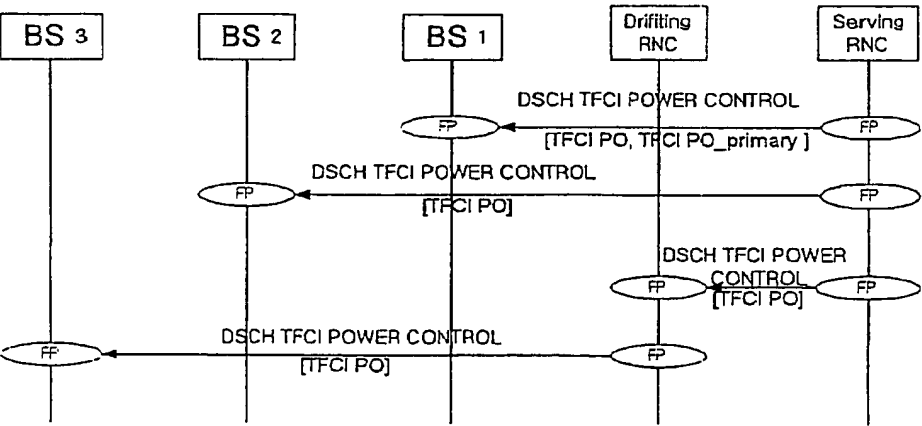 BS 3
BS 2
BS 1
Drifiting
RNC
Serving
RNC
DSCH TFCI POWER CONTROL
FP
FP
[TFCI PO, TFCI PO_primary ]
DSCH TFCI POWER CONTROL
FP
FP
[TFCI PO]
DSCH TFCI POWER
CONTROL
FP
FP
[TFCI PO]
DSCH TFCI POWER CONTROL
FP
FP
[TFCI PO]